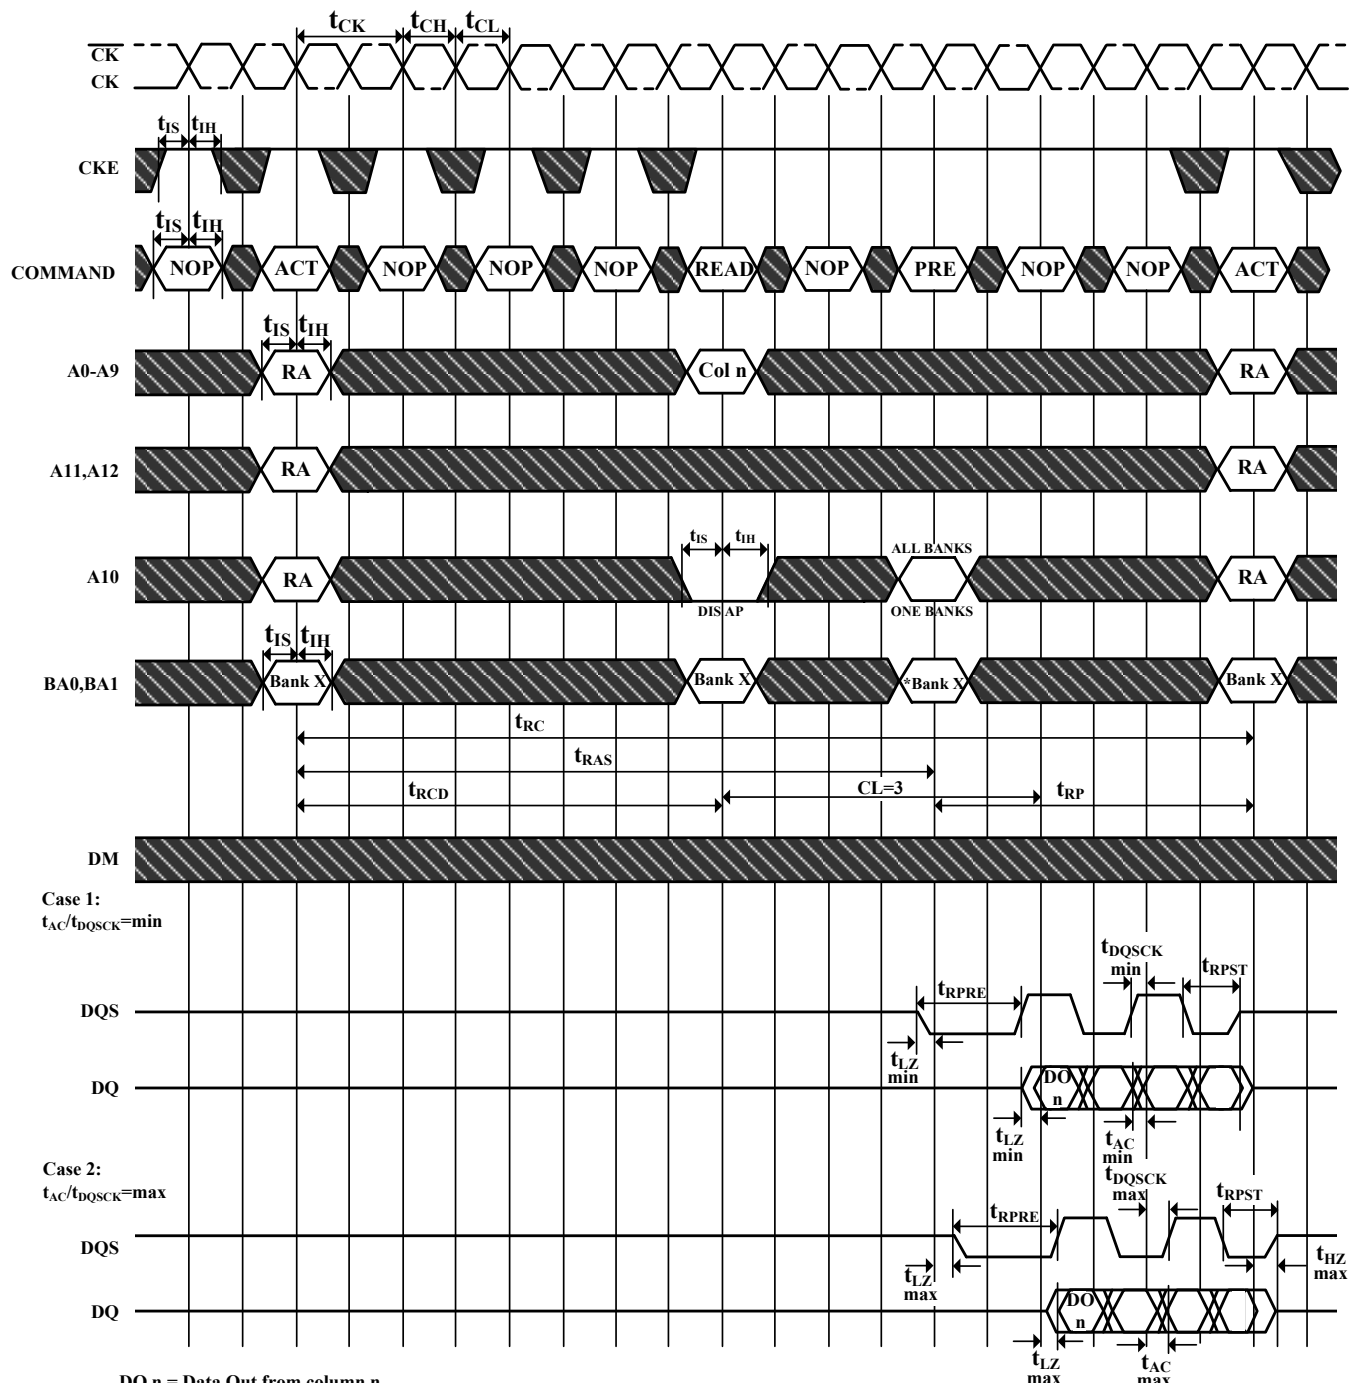 tCK tCH tCL
CK
CK
tIS tIH
CKE
tIS tIH
COMMAND NOP ACT NOP NOP NOP READ NOP PRE NOP NOP ACT
tIS tIH
A0-A9 RA Col n RA
A11,A12 RA RA
tIS tIH ALL BANKS
A10 RA RA
DIS AP ONE BANKS
tIS tIH
BA0,BA1 Bank X Bank X *Bank X Bank X
tRC
tRAS
tRCD CL=3 tRP
DM
Case 1:
tAC/tDQSCK=min
tDQSCK
min
tRPST
tRPRE
DQS
tLZ
min
DQ DO
n
tLZ
min
tAC
min
Case 2:
tAC/tDQSCK=max
tDQSCK
max
tRPST
tRPRE
DQS
tLZ
max
tHZ
max
DQ DO
n
tLZ
max
tAC
max
DO n = Data Out from column n